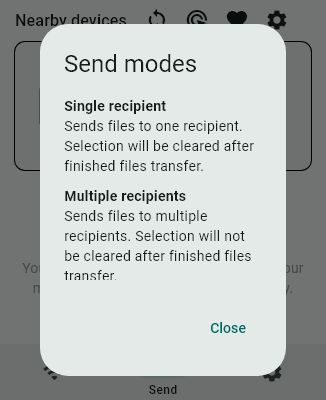 Nearby devices
Send modes
Single recipient
Sends files to one recipient.
Selection will be cleared after
finished files transfer.
Multiple recipients
Sends files to multiple
recipients. Selection will not
be cleared after finished files
transfer.
Close
Send